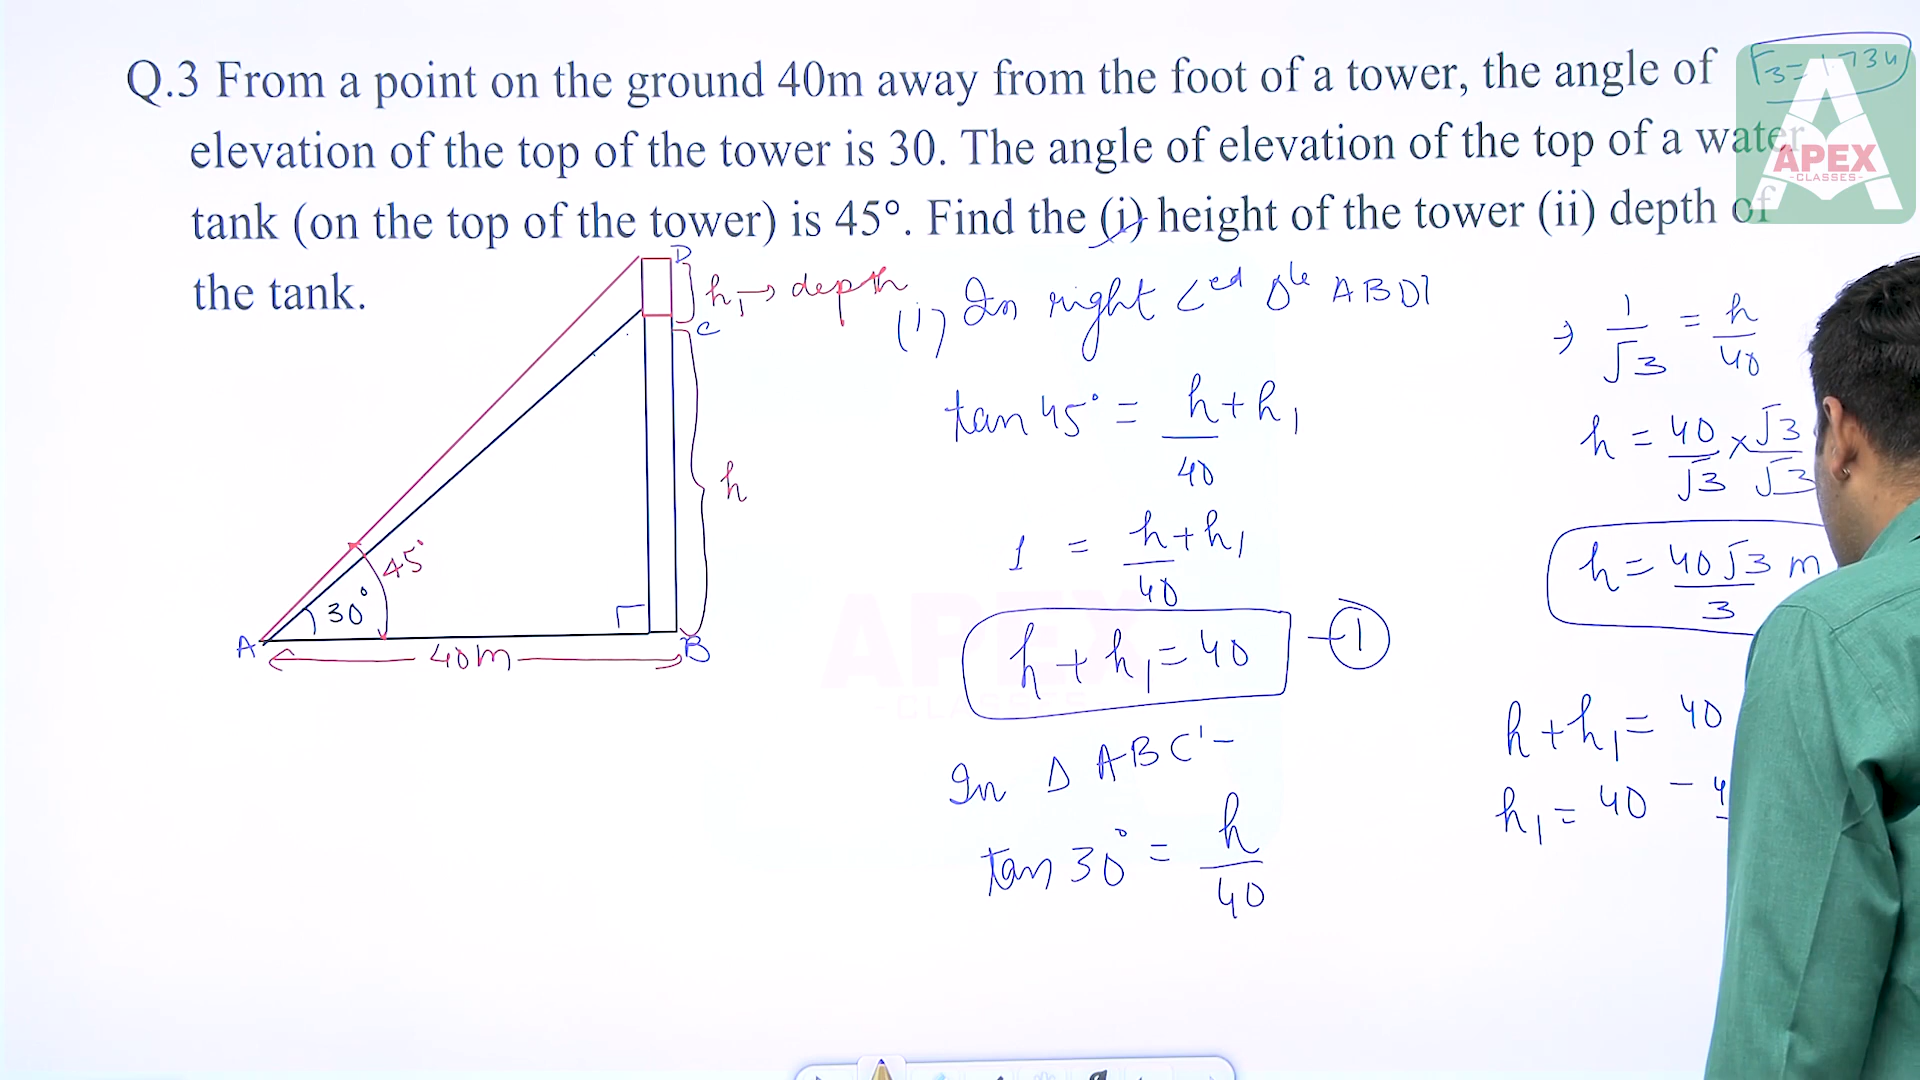 Q.3 From a point on the ground 40m away from the foot of a tower, the angle of
elevation of the top of the tower is 30. The angle of elevation of the top of a water
tank (on the top of the tower) is 45°. Find the (i) height of the tower (ii) depth of
the tank.
√3=1.734
APEX
-CLASSES-
D
h₁→ depth
C
h
45°
30°
A
40m
B
(i) In right ∠ed Δle ABD,
tan 45° = h+h₁/40
1 = h+h₁/40
h+h₁=40 —①
In Δ ABC:-
tan 30° = h/40
⇒ 1/√3 = h/40
h = 40/√3 × √3/√3
h = 40√3/3 m
h+h₁= 40
h₁= 40 - 4
APEX
-CLASSES-